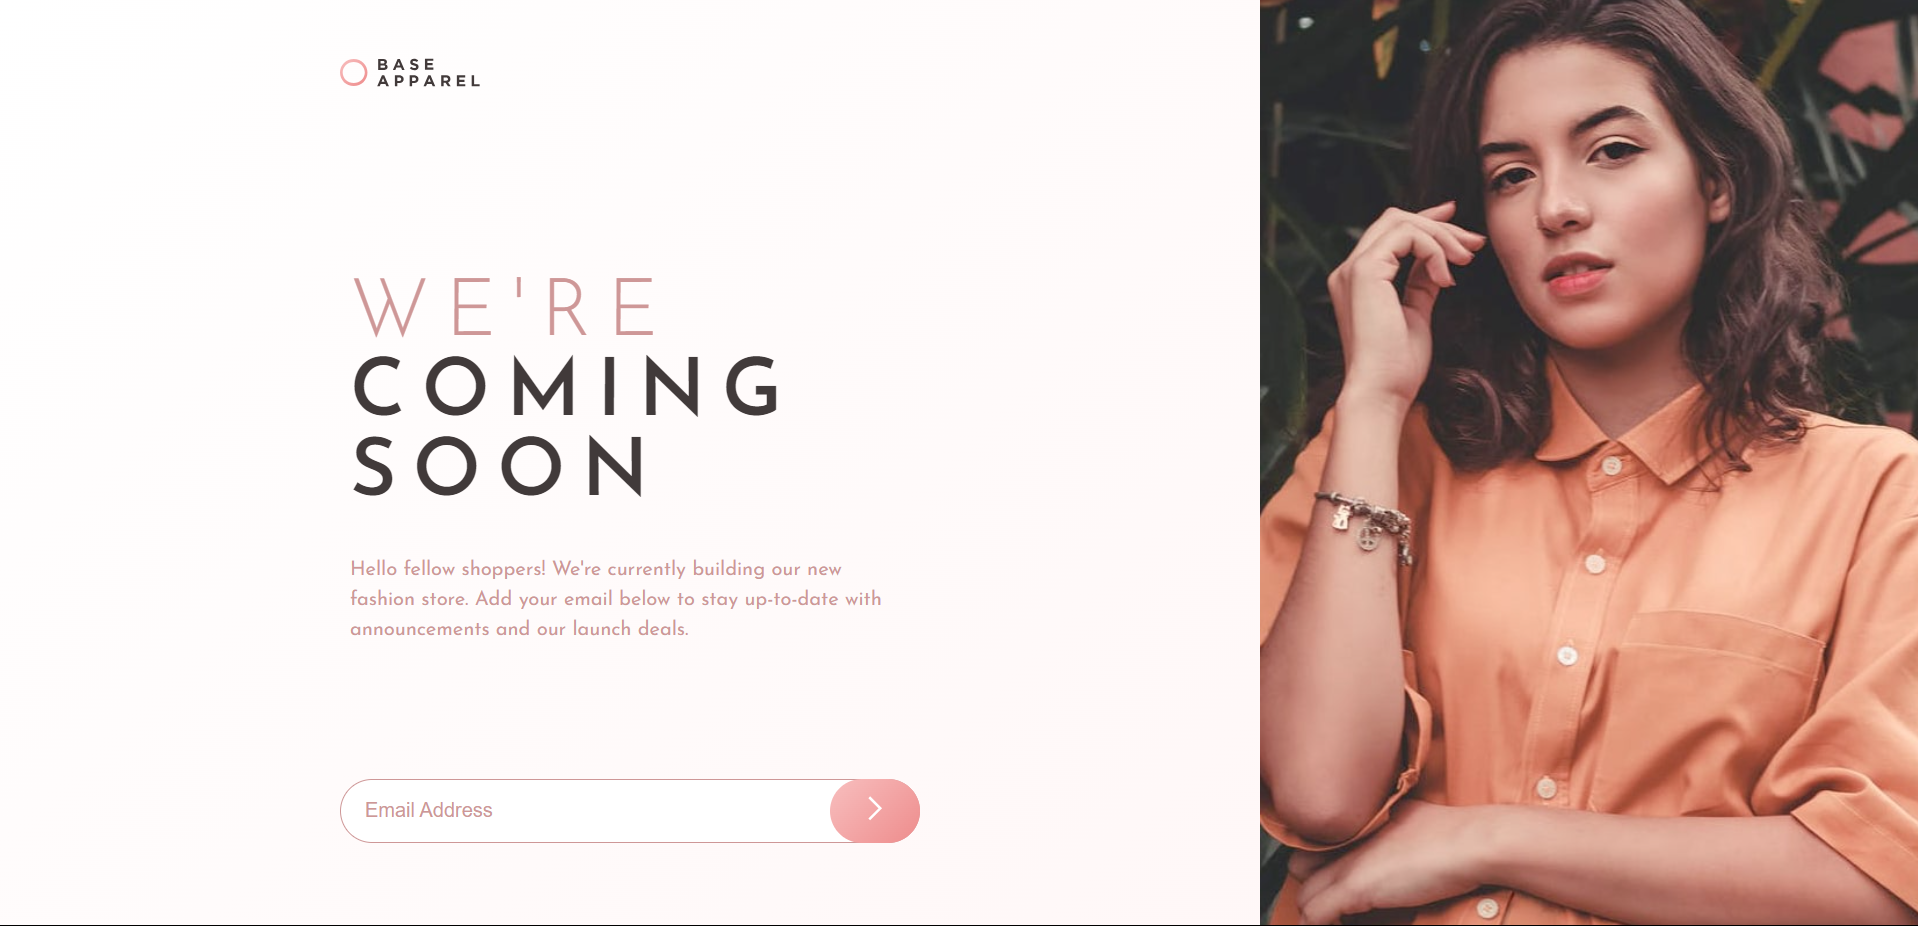 BASE
APPAREL
WE'RE
COMING
SOON
Hello fellow shoppers! We're currently building our new
fashion store. Add your email below to stay up-to-date with
announcements and our launch deals.
Email Address